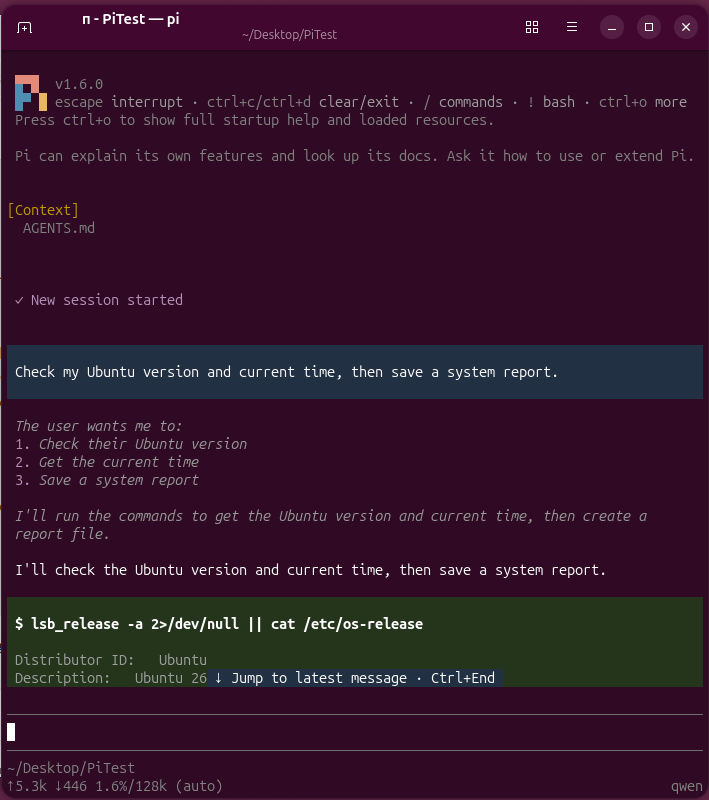 п - PiTest — pi
~/Desktop/PiTest
v1.6.0
escape interrupt · ctrl+c/ctrl+d clear/exit · / commands · ! bash · ctrl+o more
Press ctrl+o to show full startup help and loaded resources.
Pi can explain its own features and look up its docs. Ask it how to use or extend Pi.
[Context]
AGENTS.md
✓ New session started
Check my Ubuntu version and current time, then save a system report.
The user wants me to:
1. Check their Ubuntu version
2. Get the current time
3. Save a system report
I'll run the commands to get the Ubuntu version and current time, then create a
report file.
I'll check the Ubuntu version and current time, then save a system report.
$ lsb_release -a 2>/dev/null || cat /etc/os-release
Distributor ID: Ubuntu
Description: Ubuntu 26 ↓ Jump to latest message · Ctrl+End
~/Desktop/PiTest
↑5.3k ↓446 1.6%/128k (auto) qwen